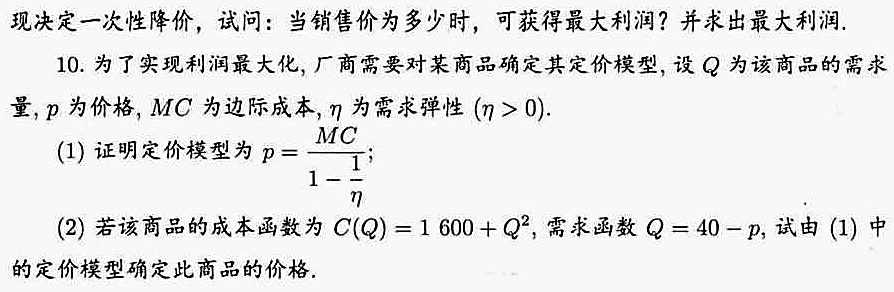 现决定一次性降价, 试问: 当销售价为多少时, 可获得最大利润? 并求出最大利润.
10. 为了实现利润最大化, 厂商需要对某商品确定其定价模型, 设 Q 为该商品的需求
量, p 为价格, MC 为边际成本, η 为需求弹性 (η > 0).
(1) 证明定价模型为 p = \frac{MC}{1 - \frac{1}{η}};
(2) 若该商品的成本函数为 C(Q) = 1 600 + Q², 需求函数 Q = 40 − p, 试由 (1) 中
的定价模型确定此商品的价格.